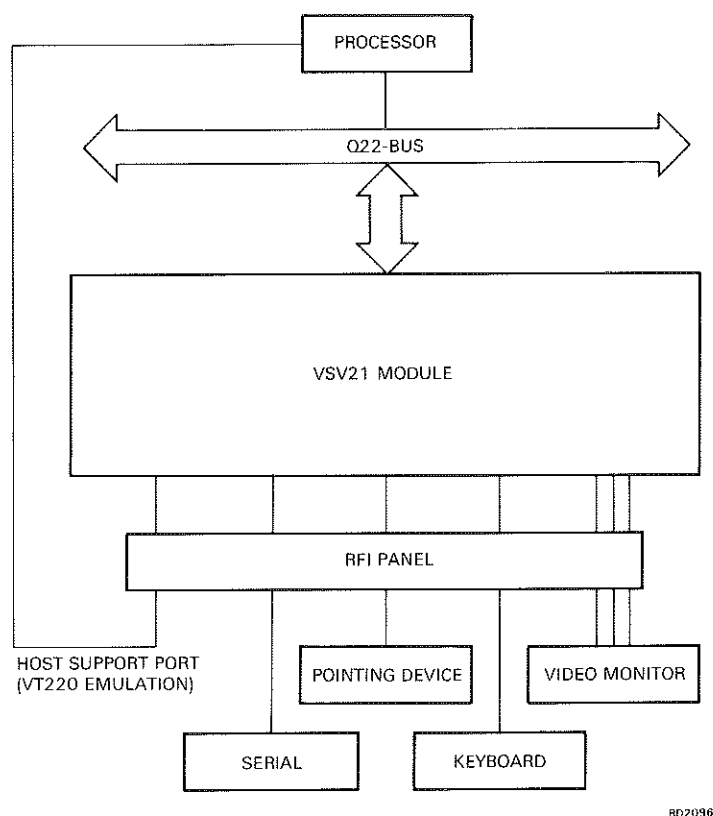 PROCESSOR
Q22-BUS
VSV21 MODULE
RFI PANEL
HOST SUPPORT PORT
(VT220 EMULATION)
POINTING DEVICE
VIDEO MONITOR
SERIAL
KEYBOARD
RD2096